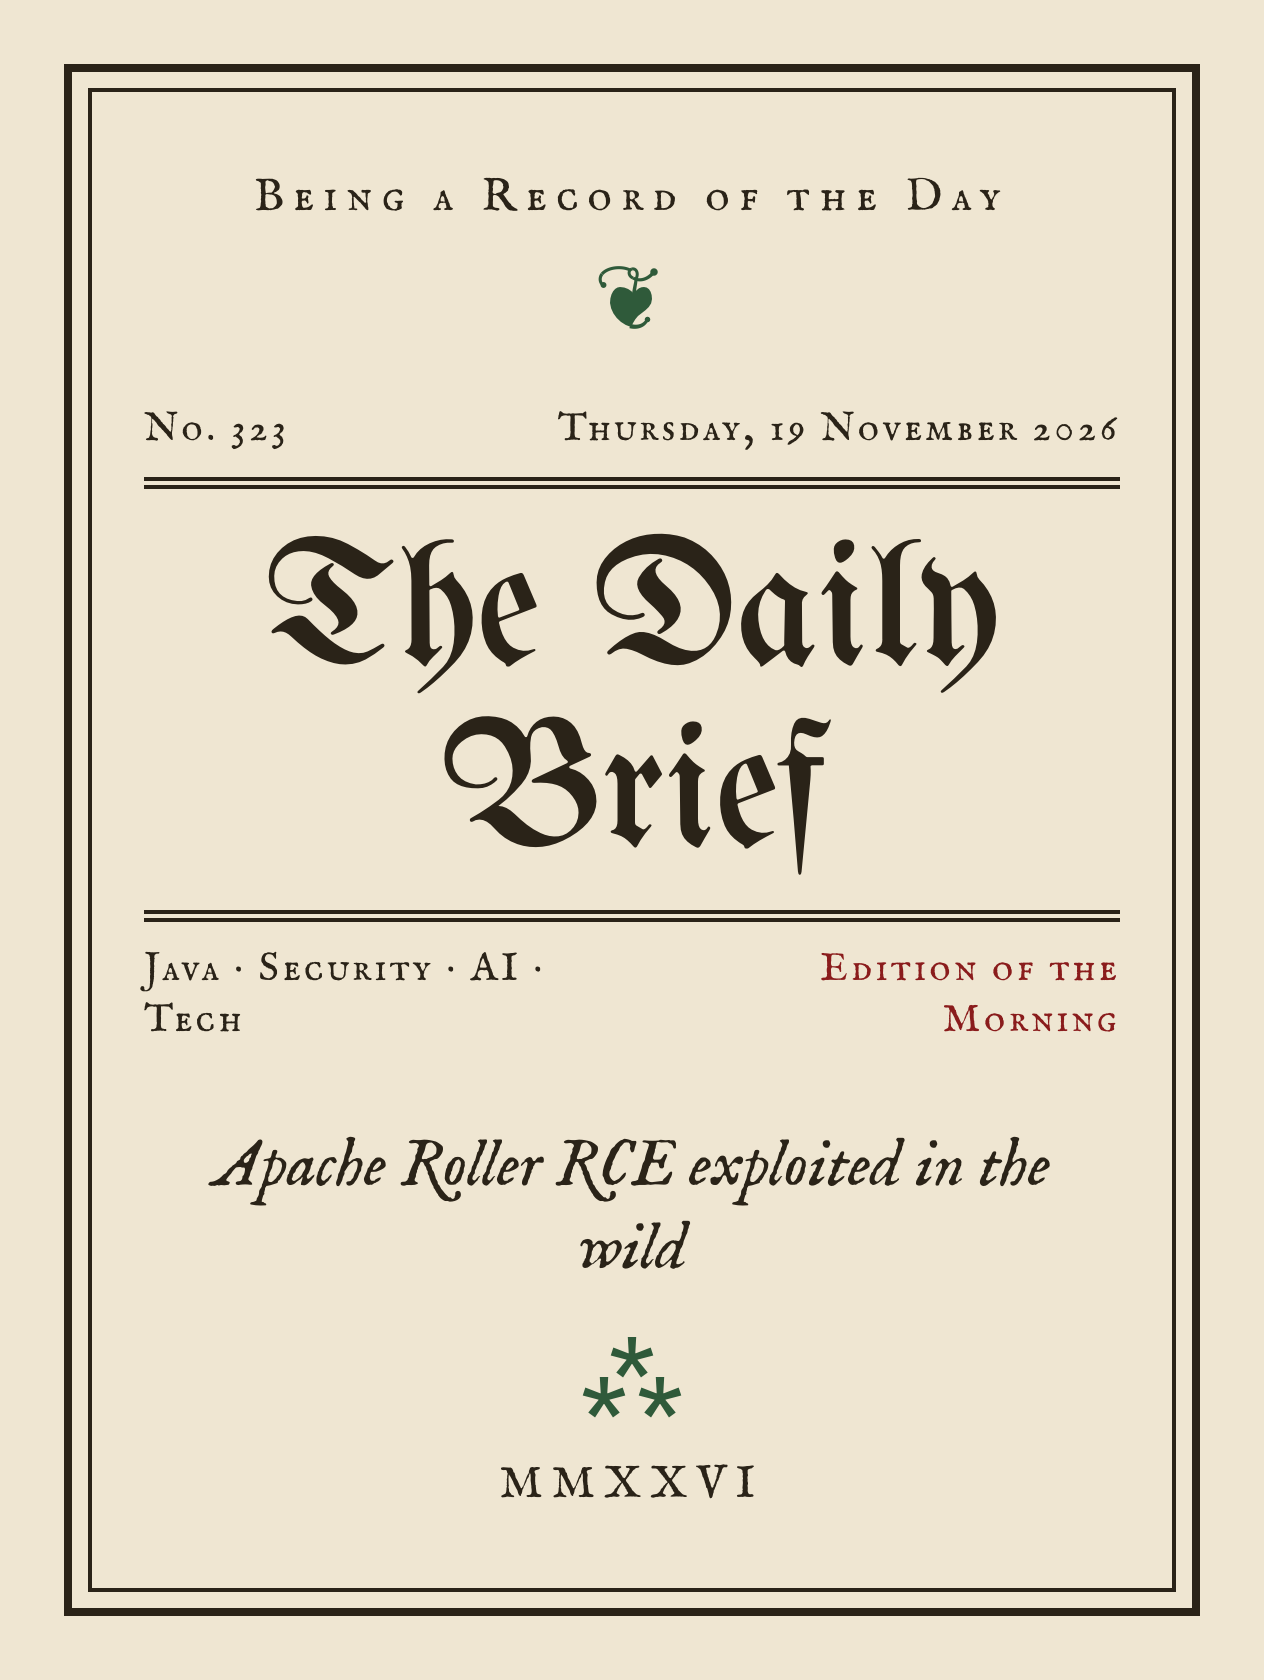 Being a Record of the Day
❦
No. 323 Thursday, 19 November 2026
The Daily
Brief
Java · Security · AI ·
Tech
Edition of the
Morning
Apache Roller RCE exploited in the
wild
⁂
MMXXVI